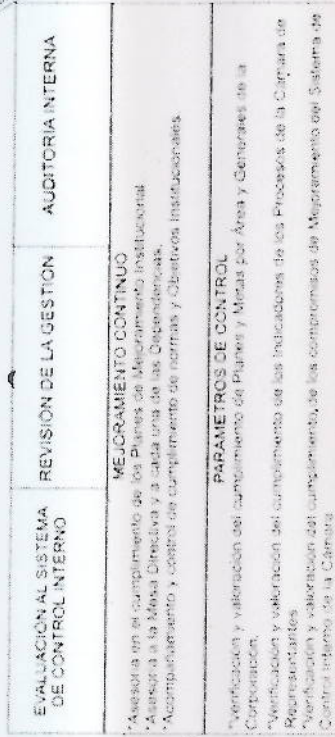 EVALUACION AL SISTEMA
DE CONTROL INTERNO
REVISIÓN DE LA GESTIÓN
AUDITORIA INTERNA
MEJORAMIENTO CONTINUO
*Asesoria en el cumplimiento de los Planes de Mejoramiento Institucional.
*Asesoria a la Mesa Directiva y a cada una de las Dependencias.
*Acompañamiento y control de cumplimiento de normas y Objetivos Institucionales.
PARAMETROS DE CONTROL
*Verificación y valoración del cumplimiento de Planes y Metas por Área y Generales de la
Corporación.
*Verificación y valoración del cumplimiento de los Indicadores de los Procesos de la Cámara de
Representantes
*Verificación y valoración del cumplimiento, de los compromisos de Mejoramiento del Sistema de
Control Interno de la Cámara